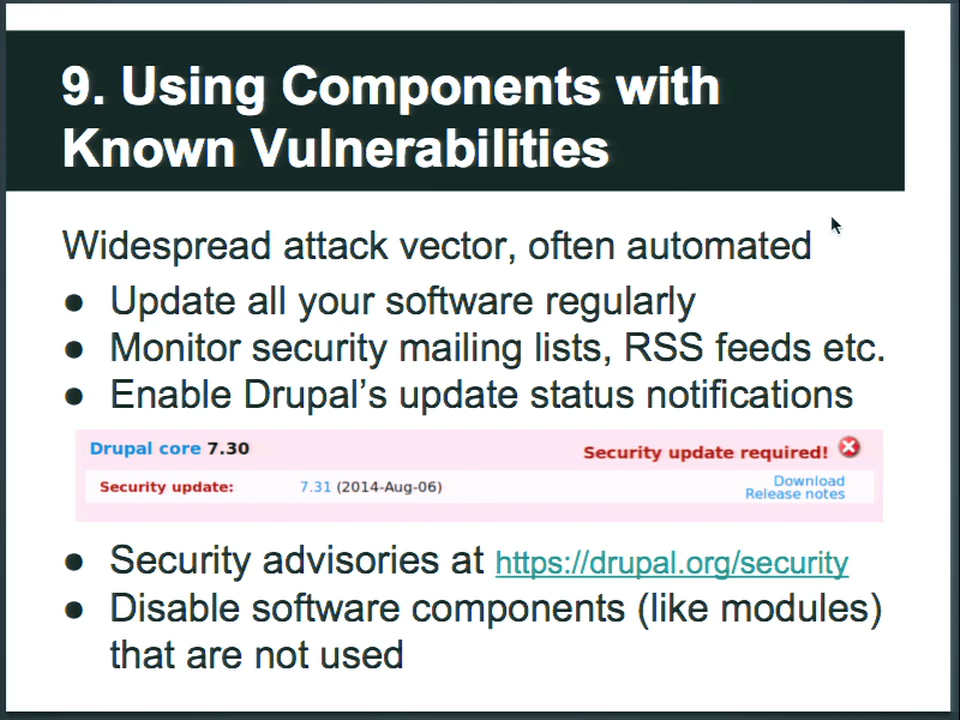 9. Using Components with
Known Vulnerabilities
Widespread attack vector, often automated
● Update all your software regularly
● Monitor security mailing lists, RSS feeds etc.
● Enable Drupal’s update status notifications
Drupal core 7.30 Security update required!
Security update: 7.31 (2014-Aug-06) Download
Release notes
● Security advisories at https://drupal.org/security
● Disable software components (like modules)
that are not used